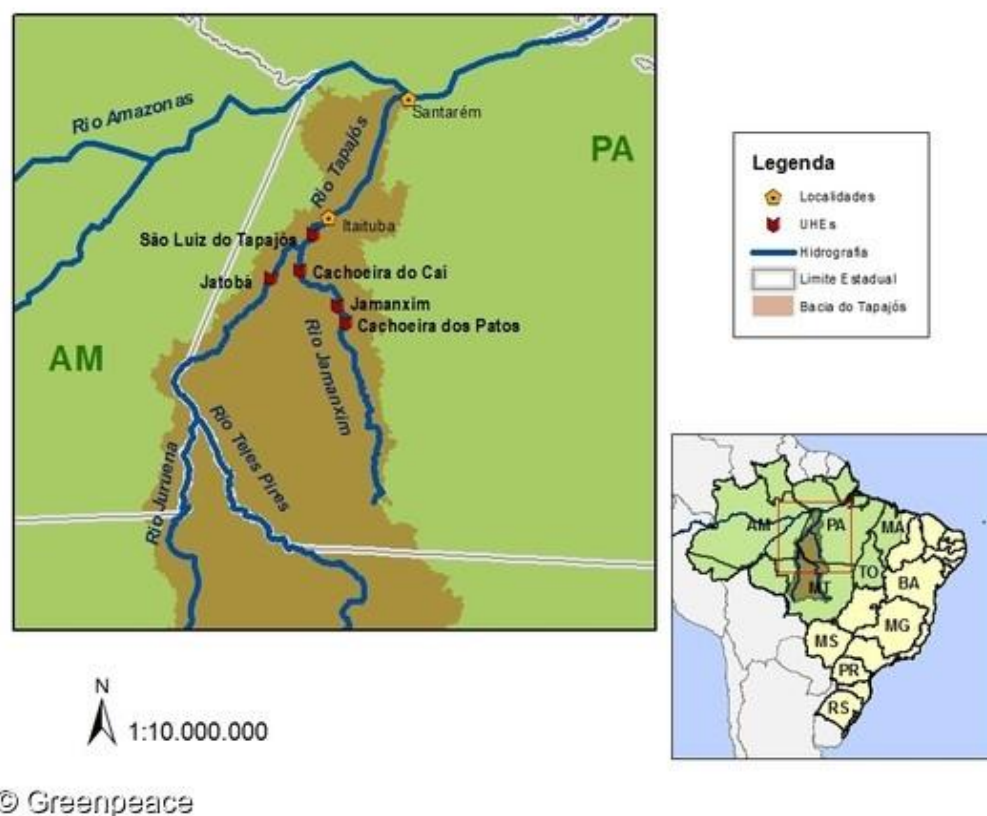 Rio Amazonas
Santarém
PA
Rio Tapajós
Itaituba
São Luiz do Tapajós
Cachoeira do Caí
Jatobá
Jamanxim
Cachoeira dos Patos
AM
Rio Jamanxim
Rio Teles Pires
Rio Juruena
Legenda
Localidades
UHEs
Hidrografia
Limite Estadual
Bacia do Tapajós
AM
PA
MA
TO
MT
BA
MG
MS
PR
RS
N
1:10.000.000
© Greenpeace